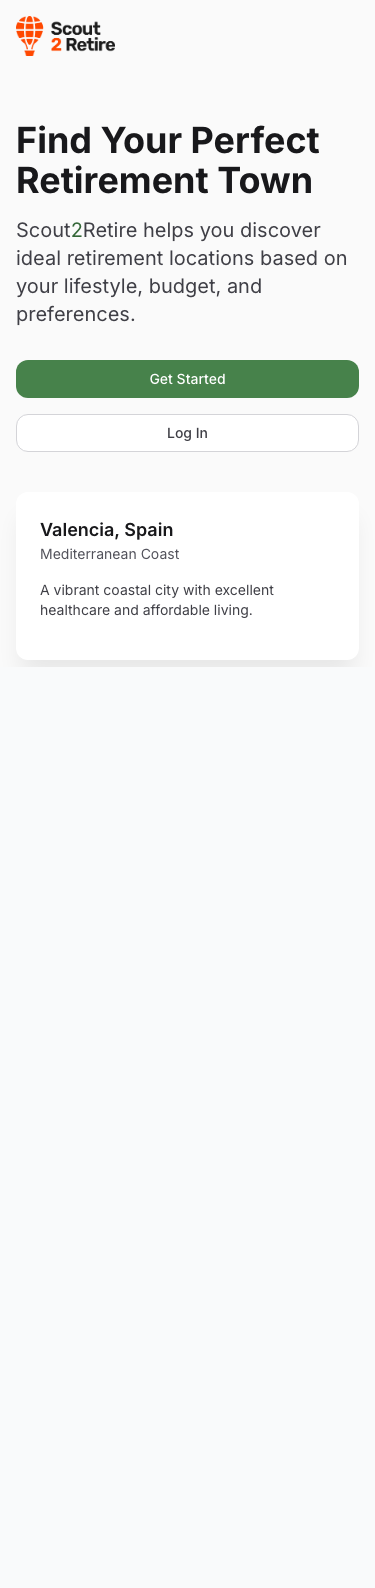 Scout
2 Retire
Find Your Perfect
Retirement Town
Scout2Retire helps you discover
ideal retirement locations based on
your lifestyle, budget, and
preferences.
Get Started
Log In
Valencia, Spain
Mediterranean Coast
A vibrant coastal city with excellent
healthcare and affordable living.